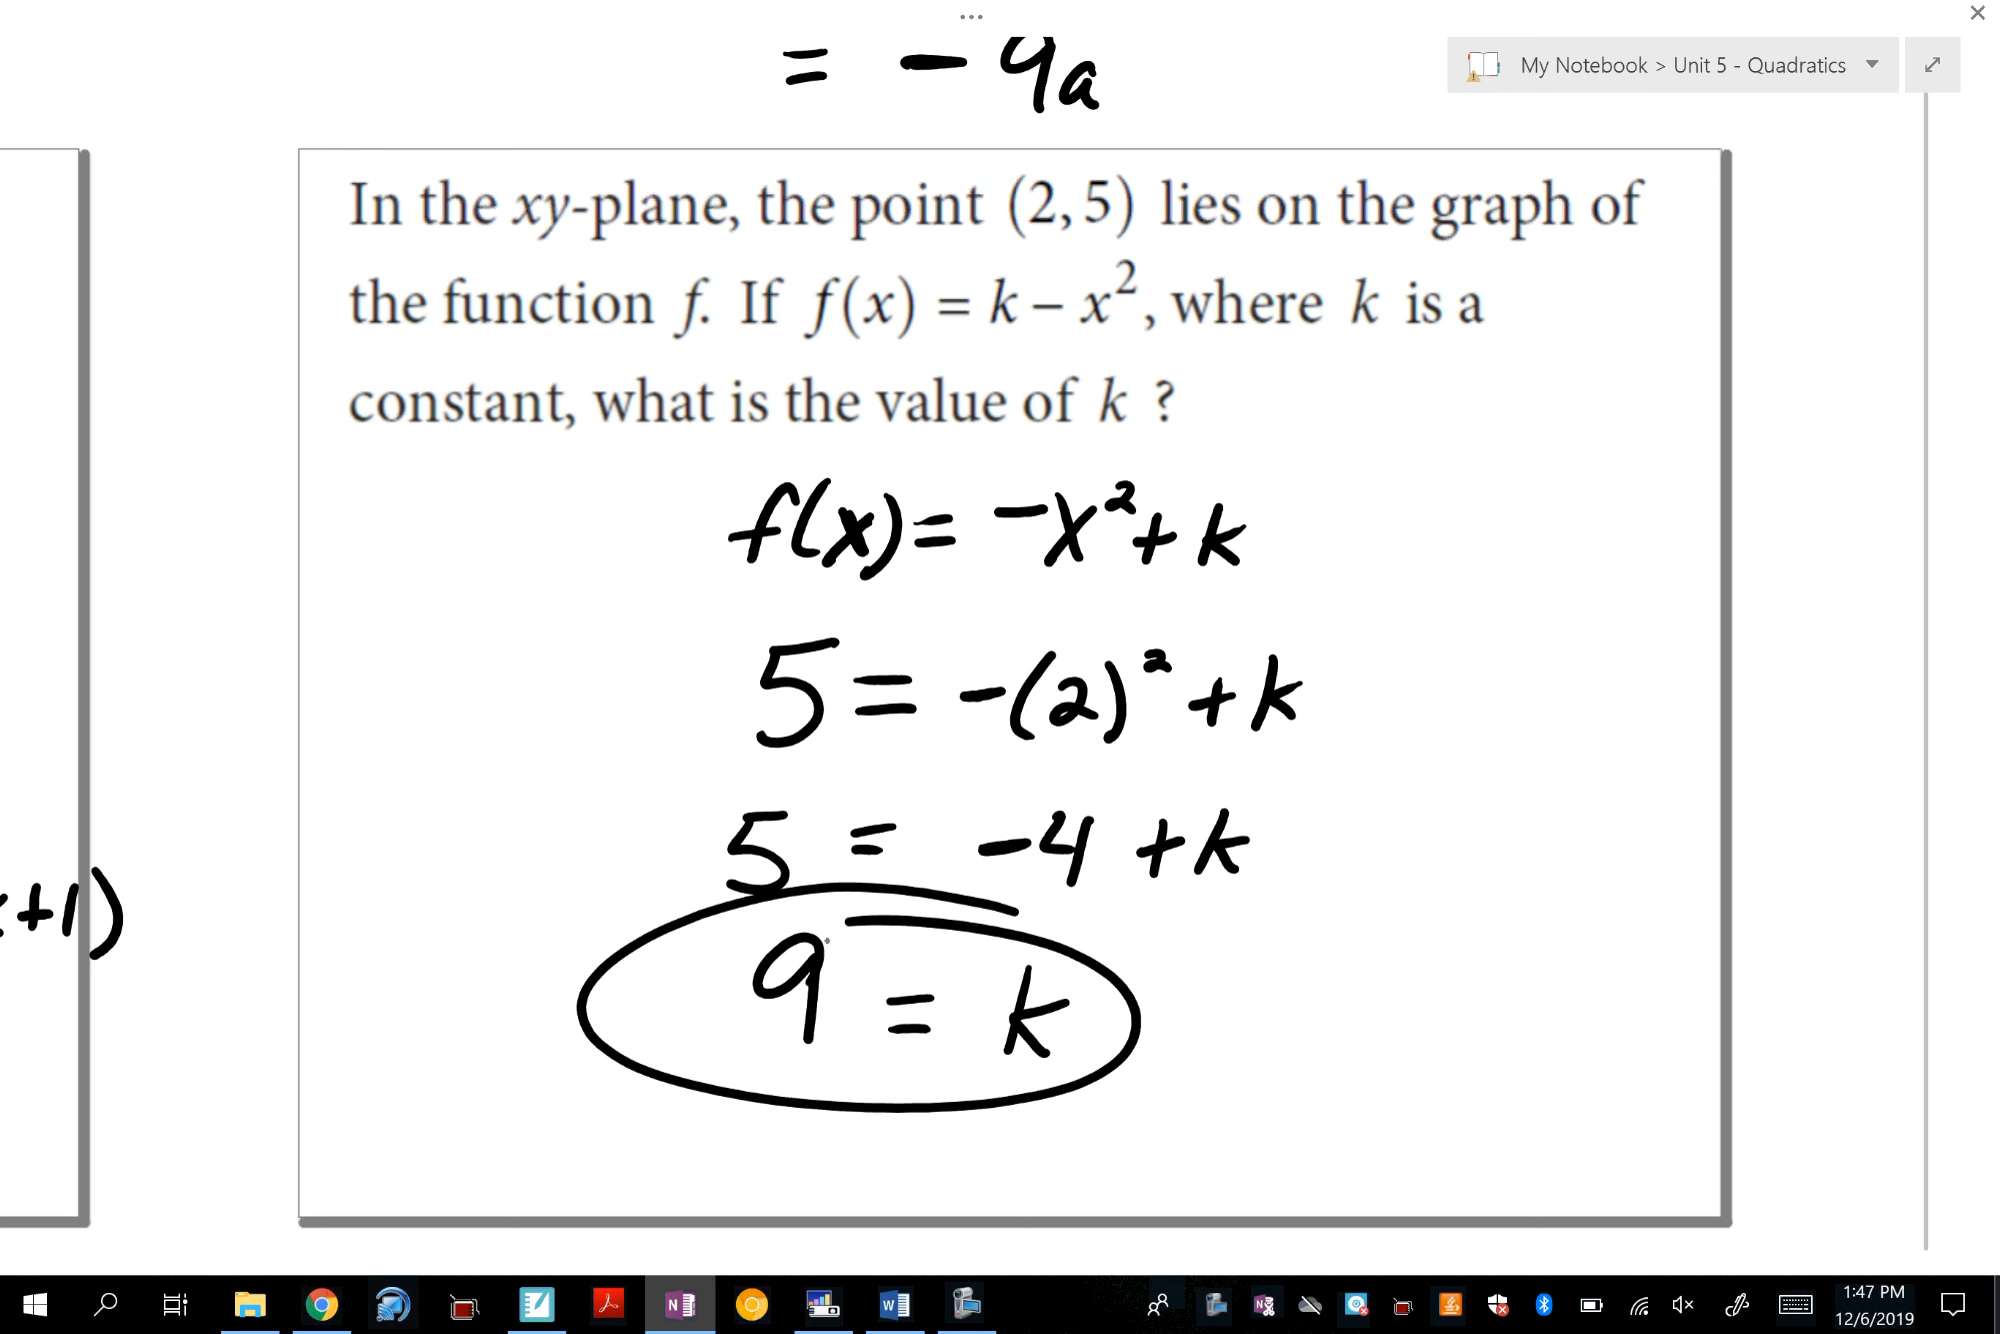 = - 9a
My Notebook > Unit 5 - Quadratics
In the xy-plane, the point (2, 5) lies on the graph of
the function f. If f(x) = k – x², where k is a
constant, what is the value of k ?
f(x) = -x² + k
5 = -(2)² + k
5 = -4 + k
+1)
9 = k
1:47 PM
12/6/2019